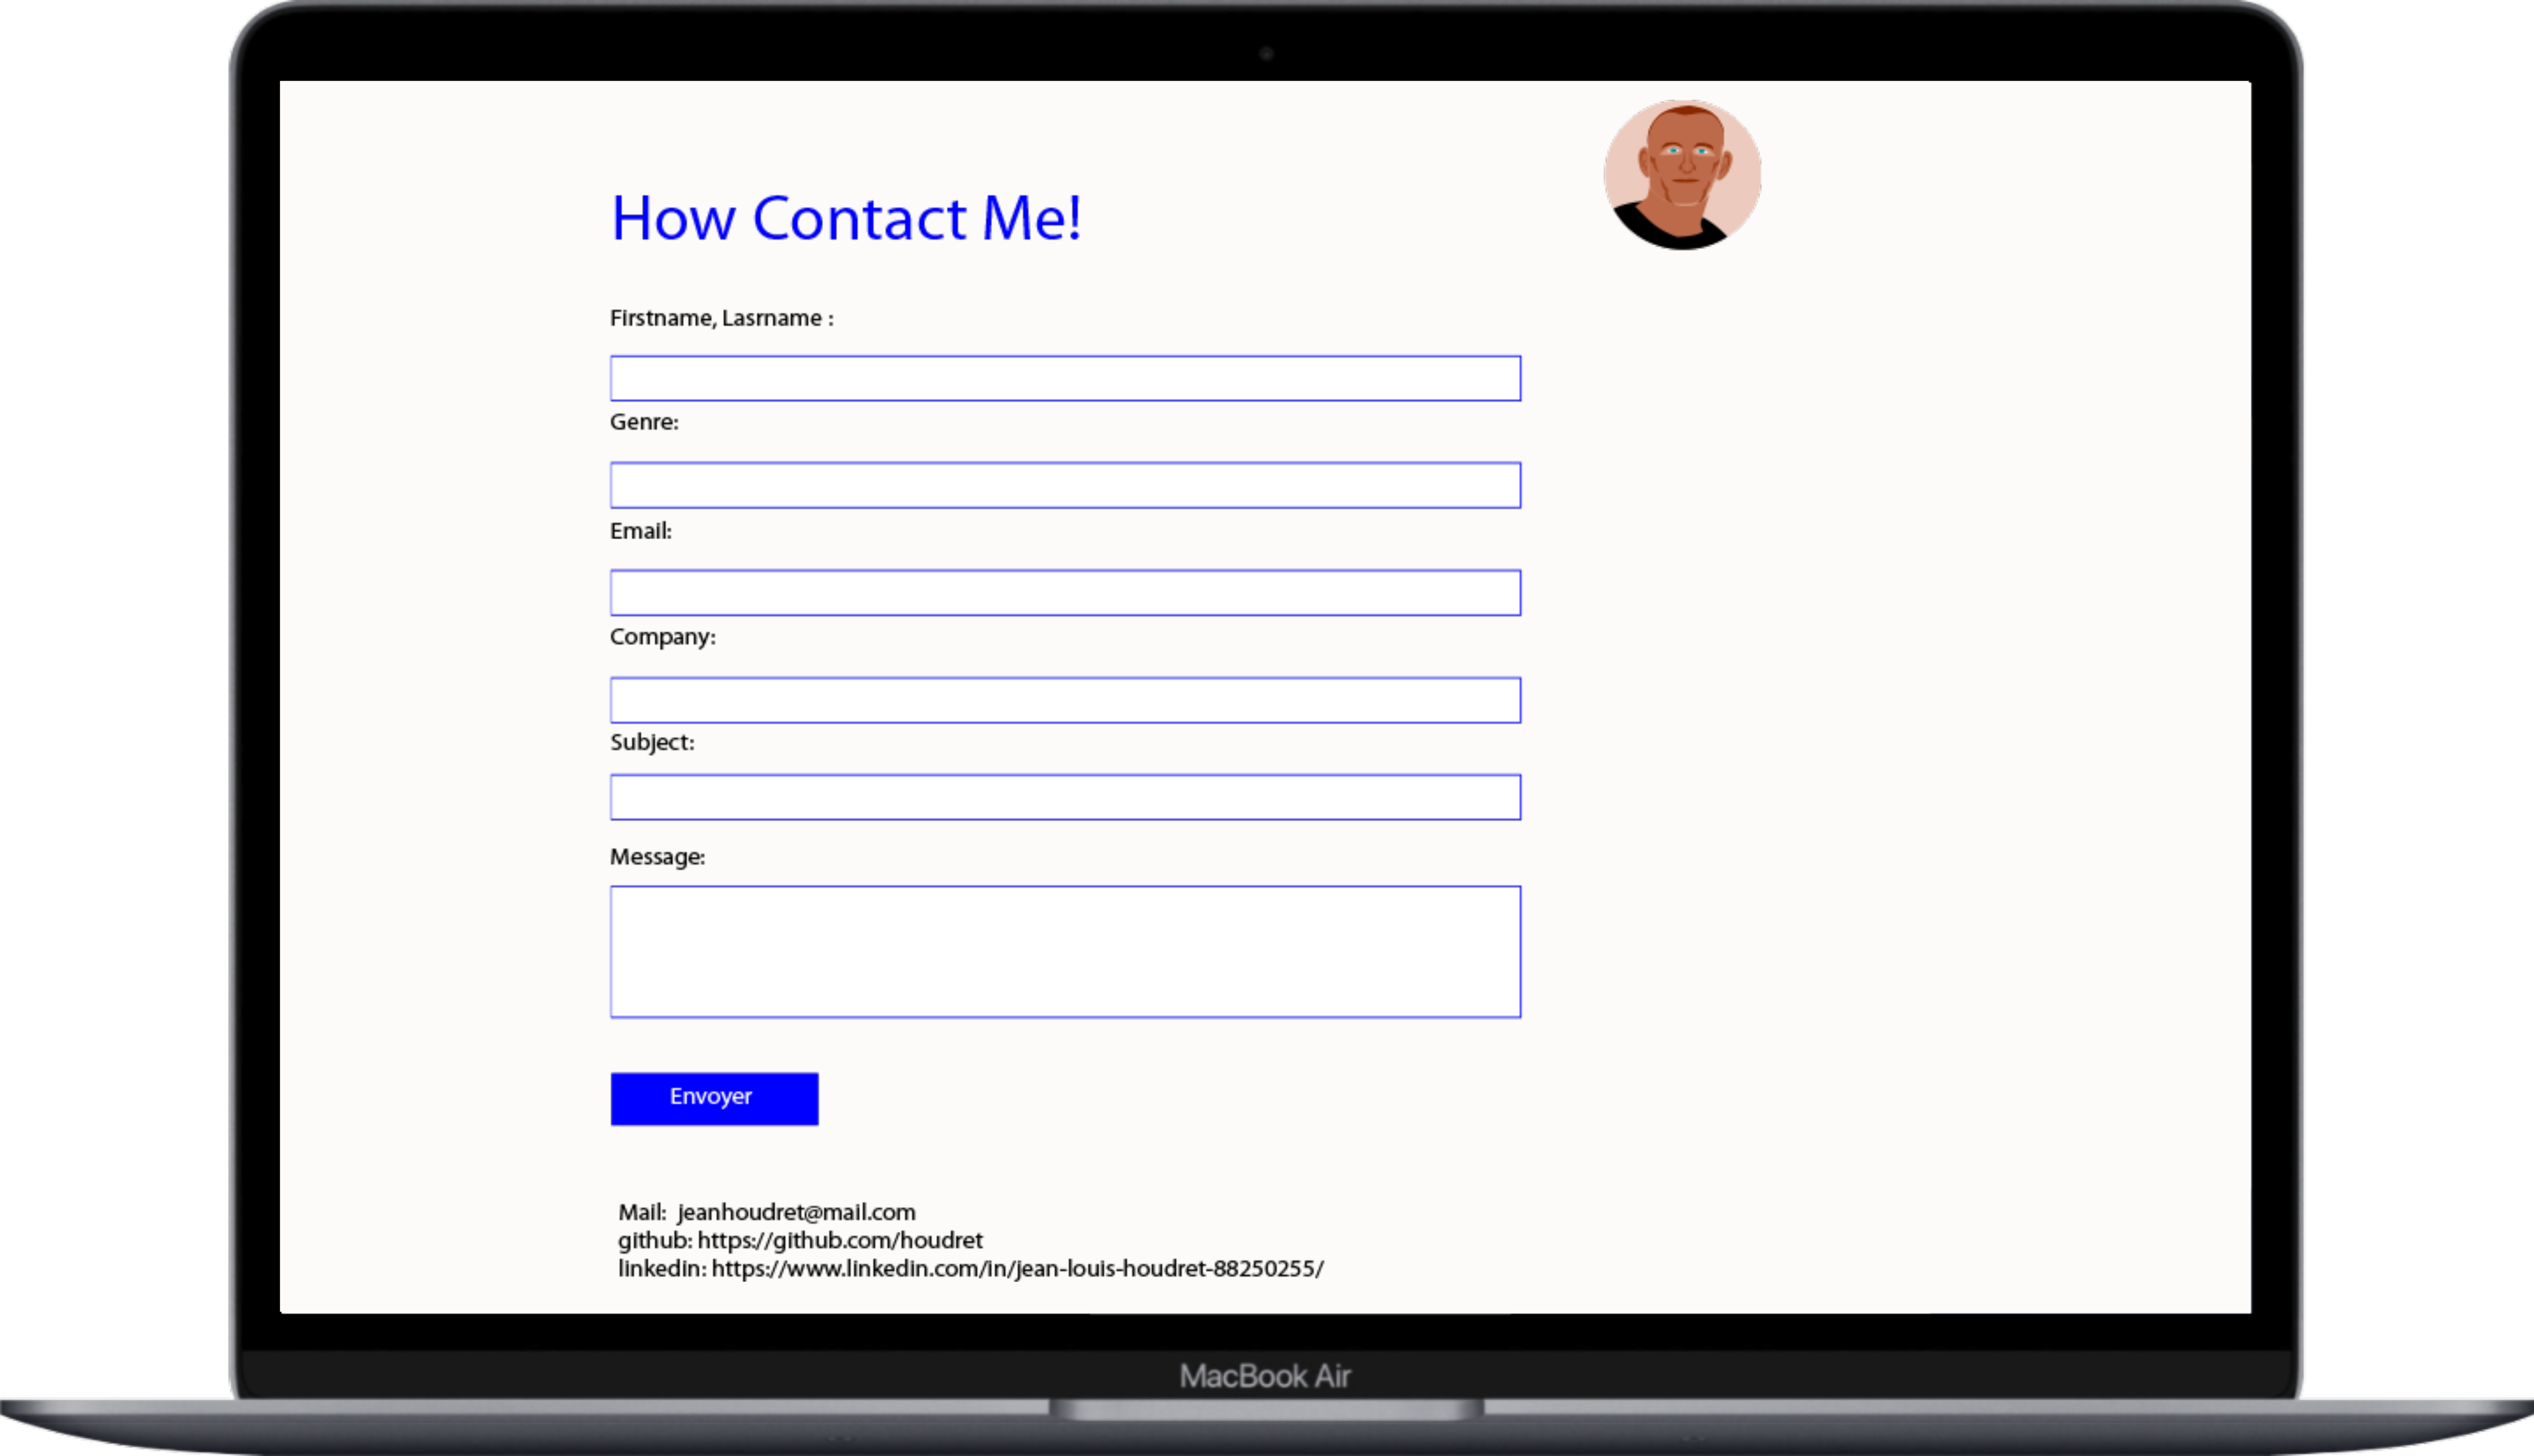 How Contact Me!
Firstname, Lasrname :
Genre:
Email:
Company:
Subject:
Message:
Envoyer
Mail:  jeanhoudret@mail.com
github: https://github.com/houdret
linkedin: https://www.linkedin.com/in/jean-louis-houdret-88250255/
MacBook Air